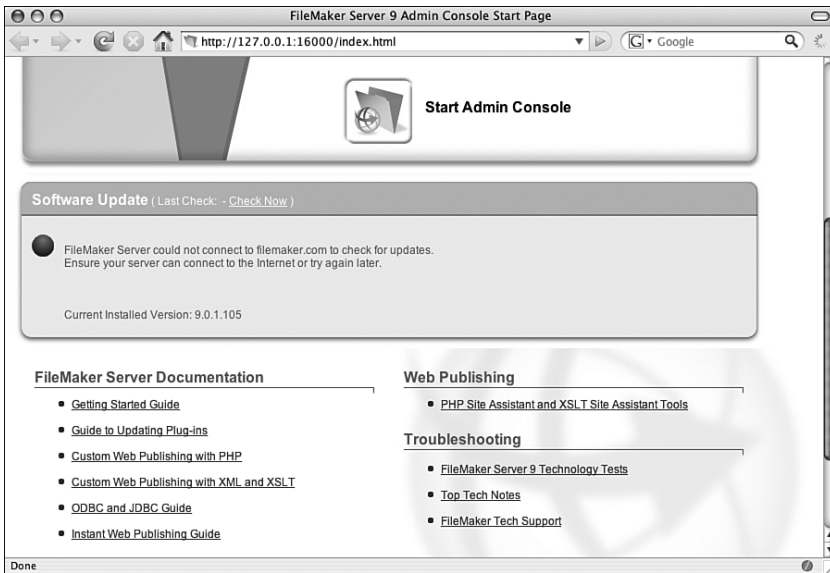 FileMaker Server 9 Admin Console Start Page
http://127.0.0.1:16000/index.html
G Google
Start Admin Console
Software Update ( Last Check: - Check Now )
FileMaker Server could not connect to filemaker.com to check for updates.
Ensure your server can connect to the Internet or try again later.
Current Installed Version: 9.0.1.105
FileMaker Server Documentation
Getting Started Guide
Guide to Updating Plug-ins
Custom Web Publishing with PHP
Custom Web Publishing with XML and XSLT
ODBC and JDBC Guide
Instant Web Publishing Guide
Web Publishing
PHP Site Assistant and XSLT Site Assistant Tools
Troubleshooting
FileMaker Server 9 Technology Tests
Top Tech Notes
FileMaker Tech Support
Done